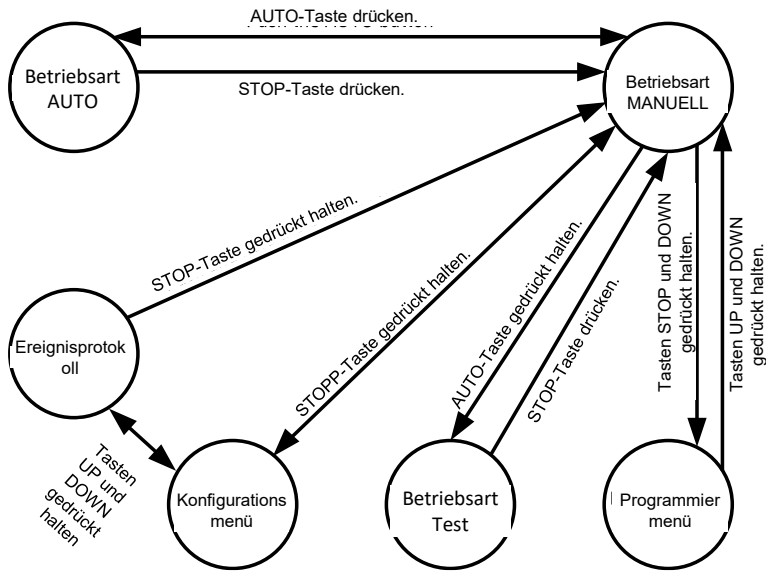 AUTO-Taste drücken.
Betriebsart
AUTO
STOP-Taste drücken.
Betriebsart
MANUELL
STOP-Taste gedrückt halten.
STOPP-Taste gedrückt halten.
AUTO-Taste gedrückt halten.
STOP-Taste drücken.
Tasten STOP und DOWN
gedrückt halten.
Tasten UP und DOWN
gedrückt halten.
Ereignisprotok
oll
Tasten
UP und
DOWN
gedrückt
halten
Konfigurations
menü
Betriebsart
Test
Programmier
menü